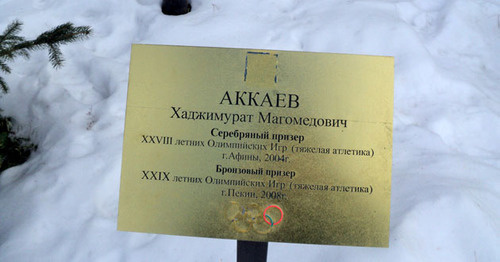 АККАЕВ
Хаджимурат Магомедович
Серебряный призер
XXVIII летних Олимпийских Игр (тяжелая атлетика)
г.Афины, 2004г.
Бронзовый призер
XXIX летних Олимпийских Игр (тяжелая атлетика)
г.Пекин, 2008г.